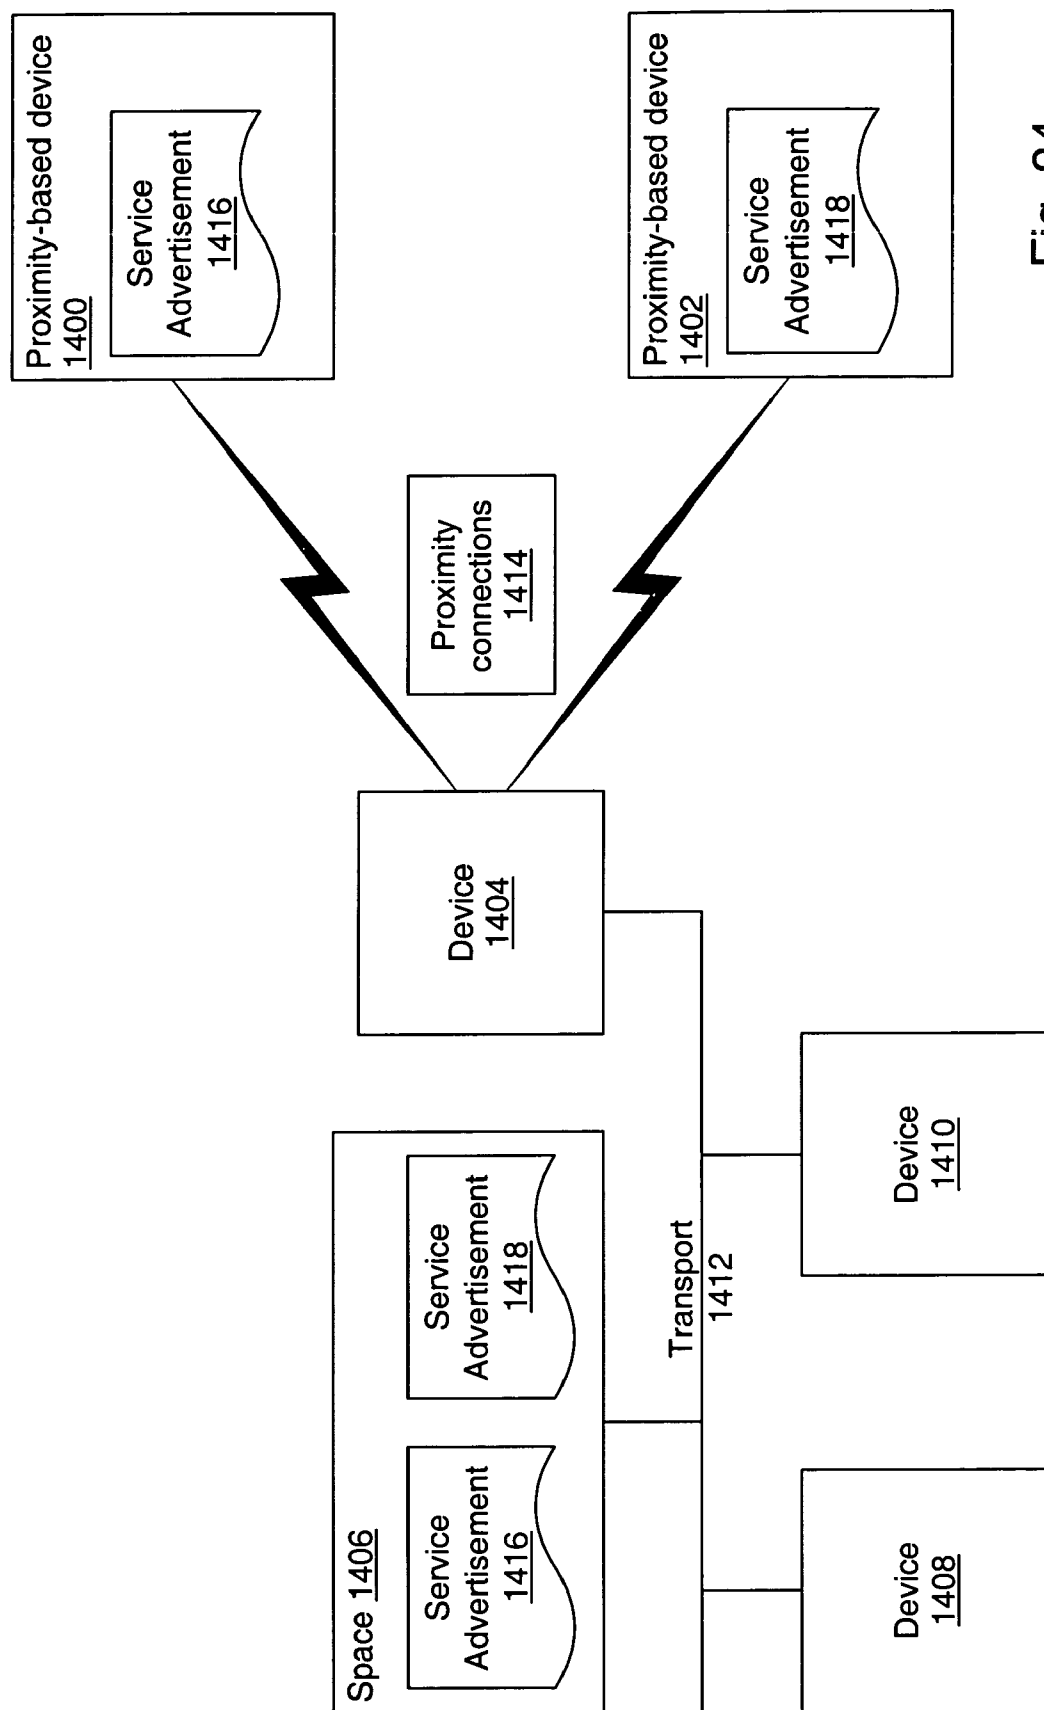 Space 1406
Service
Advertisement
1416
Service
Advertisement
1418
Device
1404
Proximity
connections
1414
Proximity-based device
1400
Service
Advertisement
1416
Proximity-based device
1402
Service
Advertisement
1418
Transport
1412
Device
1408
Device
1410
Fig.